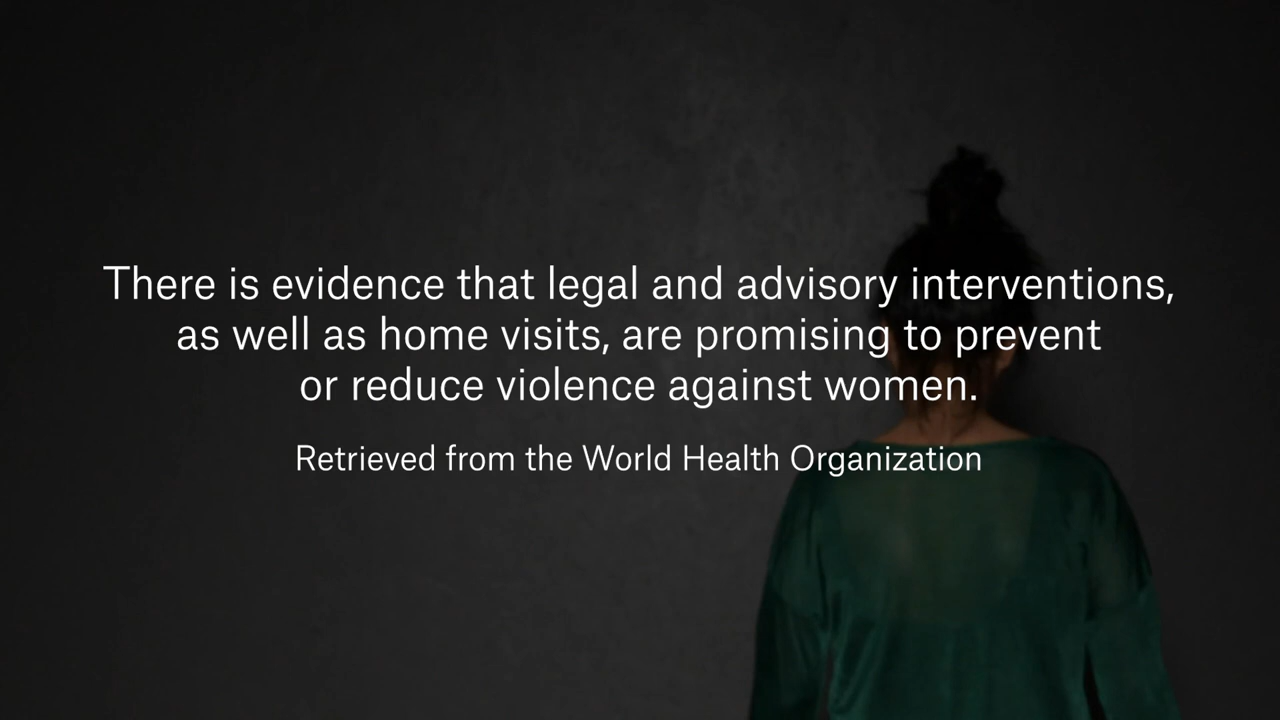 There is evidence that legal and advisory interventions,
as well as home visits, are promising to prevent
or reduce violence against women.
Retrieved from the World Health Organization